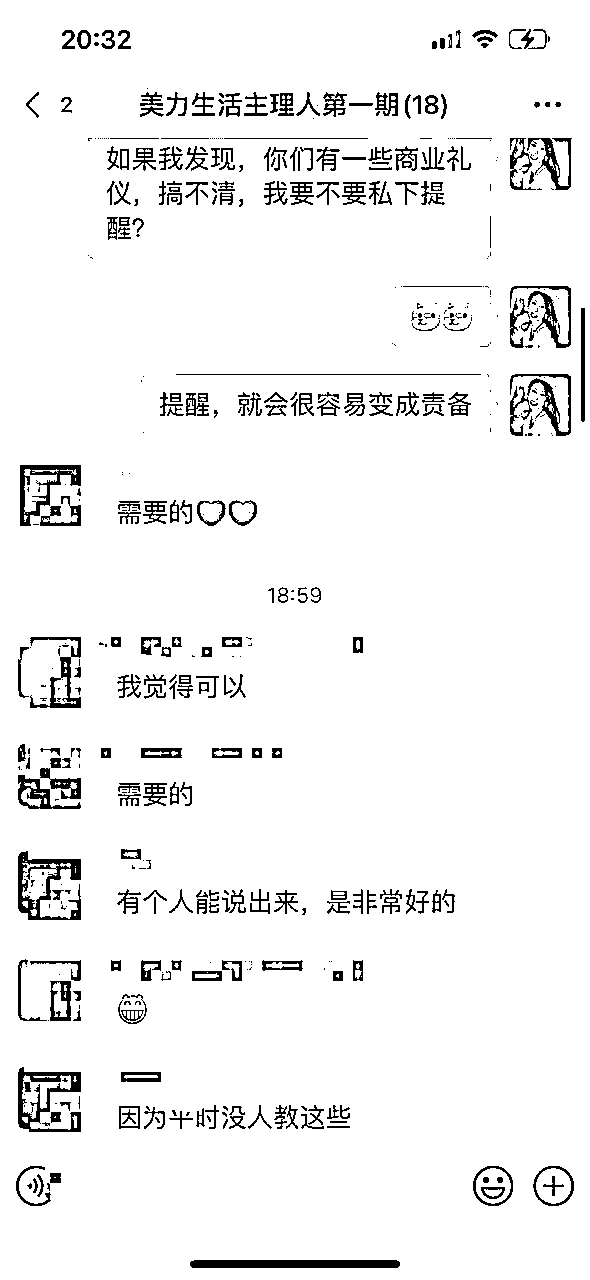 20:32
2
美力生活主理人第一期(18)
如果我发现，你们有一些商业礼
仪，搞不清，我要不要私下提
醒?
提醒，就会很容易变成责备
需要的
18:59
我觉得可以
需要的
有个人能说出来，是非常好的
因为平时没人教这些